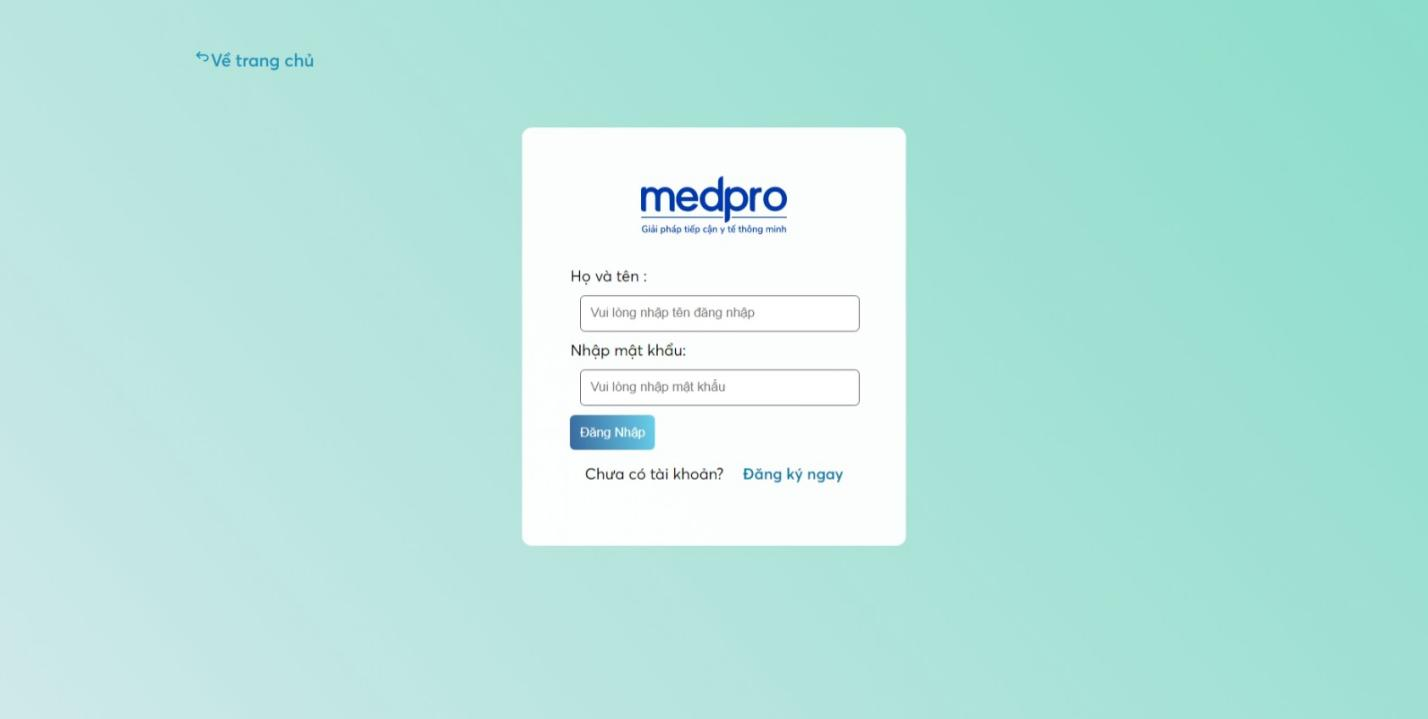 Về trang chủ
medpro
Giải pháp tiếp cận y tế thông minh
Họ và tên :
Vui lòng nhập tên đăng nhập
Nhập mật khẩu:
Vui lòng nhập mật khẩu
Đăng Nhập
Chưa có tài khoản? Đăng ký ngay